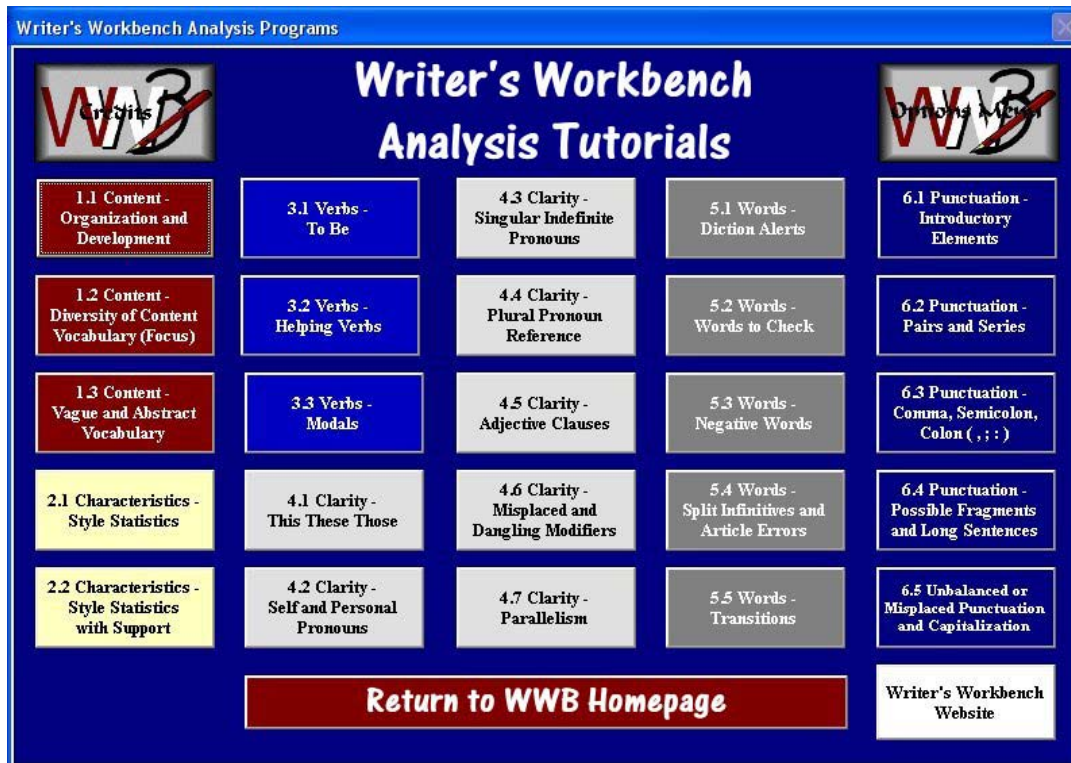 Writer's Workbench Analysis Programs
WWB
Credits
Writer's Workbench
Analysis Tutorials
WWB
Options Menu
1.1 Content -
Organization and
Development
1.2 Content -
Diversity of Content
Vocabulary (Focus)
1.3 Content -
Vague and Abstract
Vocabulary
2.1 Characteristics -
Style Statistics
2.2 Characteristics -
Style Statistics
with Support
3.1 Verbs -
To Be
3.2 Verbs -
Helping Verbs
3.3 Verbs -
Modals
4.1 Clarity -
This These Those
4.2 Clarity -
Self and Personal
Pronouns
4.3 Clarity -
Singular Indefinite
Pronouns
4.4 Clarity -
Plural Pronoun
Reference
4.5 Clarity -
Adjective Clauses
4.6 Clarity -
Misplaced and
Dangling Modifiers
4.7 Clarity -
Parallelism
5.1 Words -
Diction Alerts
5.2 Words -
Words to Check
5.3 Words -
Negative Words
5.4 Words -
Split Infinitives and
Article Errors
5.5 Words -
Transitions
6.1 Punctuation -
Introductory
Elements
6.2 Punctuation -
Pairs and Series
6.3 Punctuation -
Comma, Semicolon,
Colon ( , ; : )
6.4 Punctuation -
Possible Fragments
and Long Sentences
6.5 Unbalanced or
Misplaced Punctuation
and Capitalization
Return to WWB Homepage
Writer's Workbench
Website